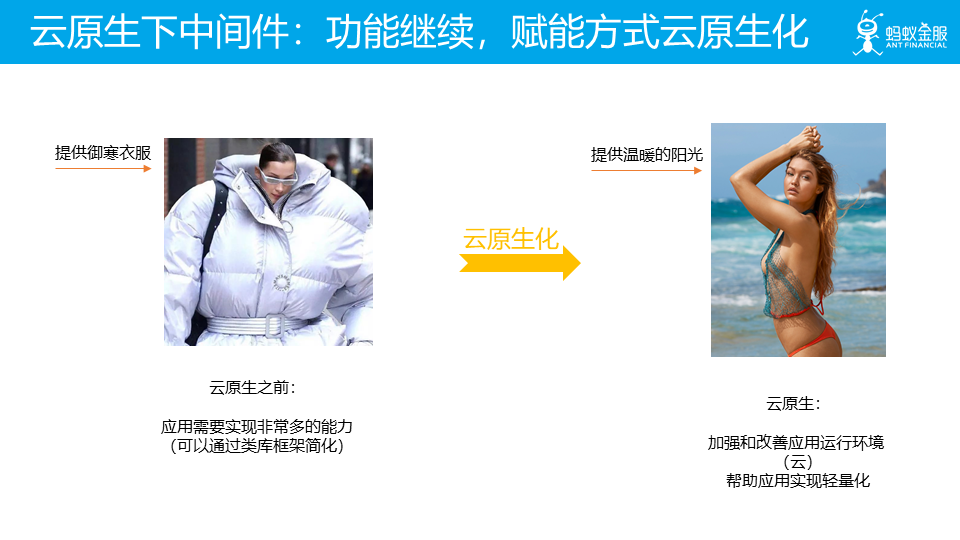 云原生下中间件：功能继续，赋能方式云原生化
蚂蚁金服
ANT FINANCIAL
提供御寒衣服
提供温暖的阳光
云原生化
云原生之前：
应用需要实现非常多的能力
（可以通过类库框架简化）
云原生：
加强和改善应用运行环境
（云）
帮助应用实现轻量化